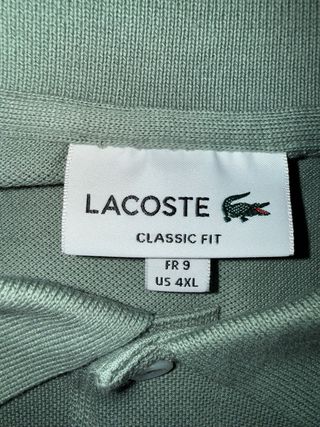 LACOSTE
CLASSIC FIT
FR 9
US 4XL